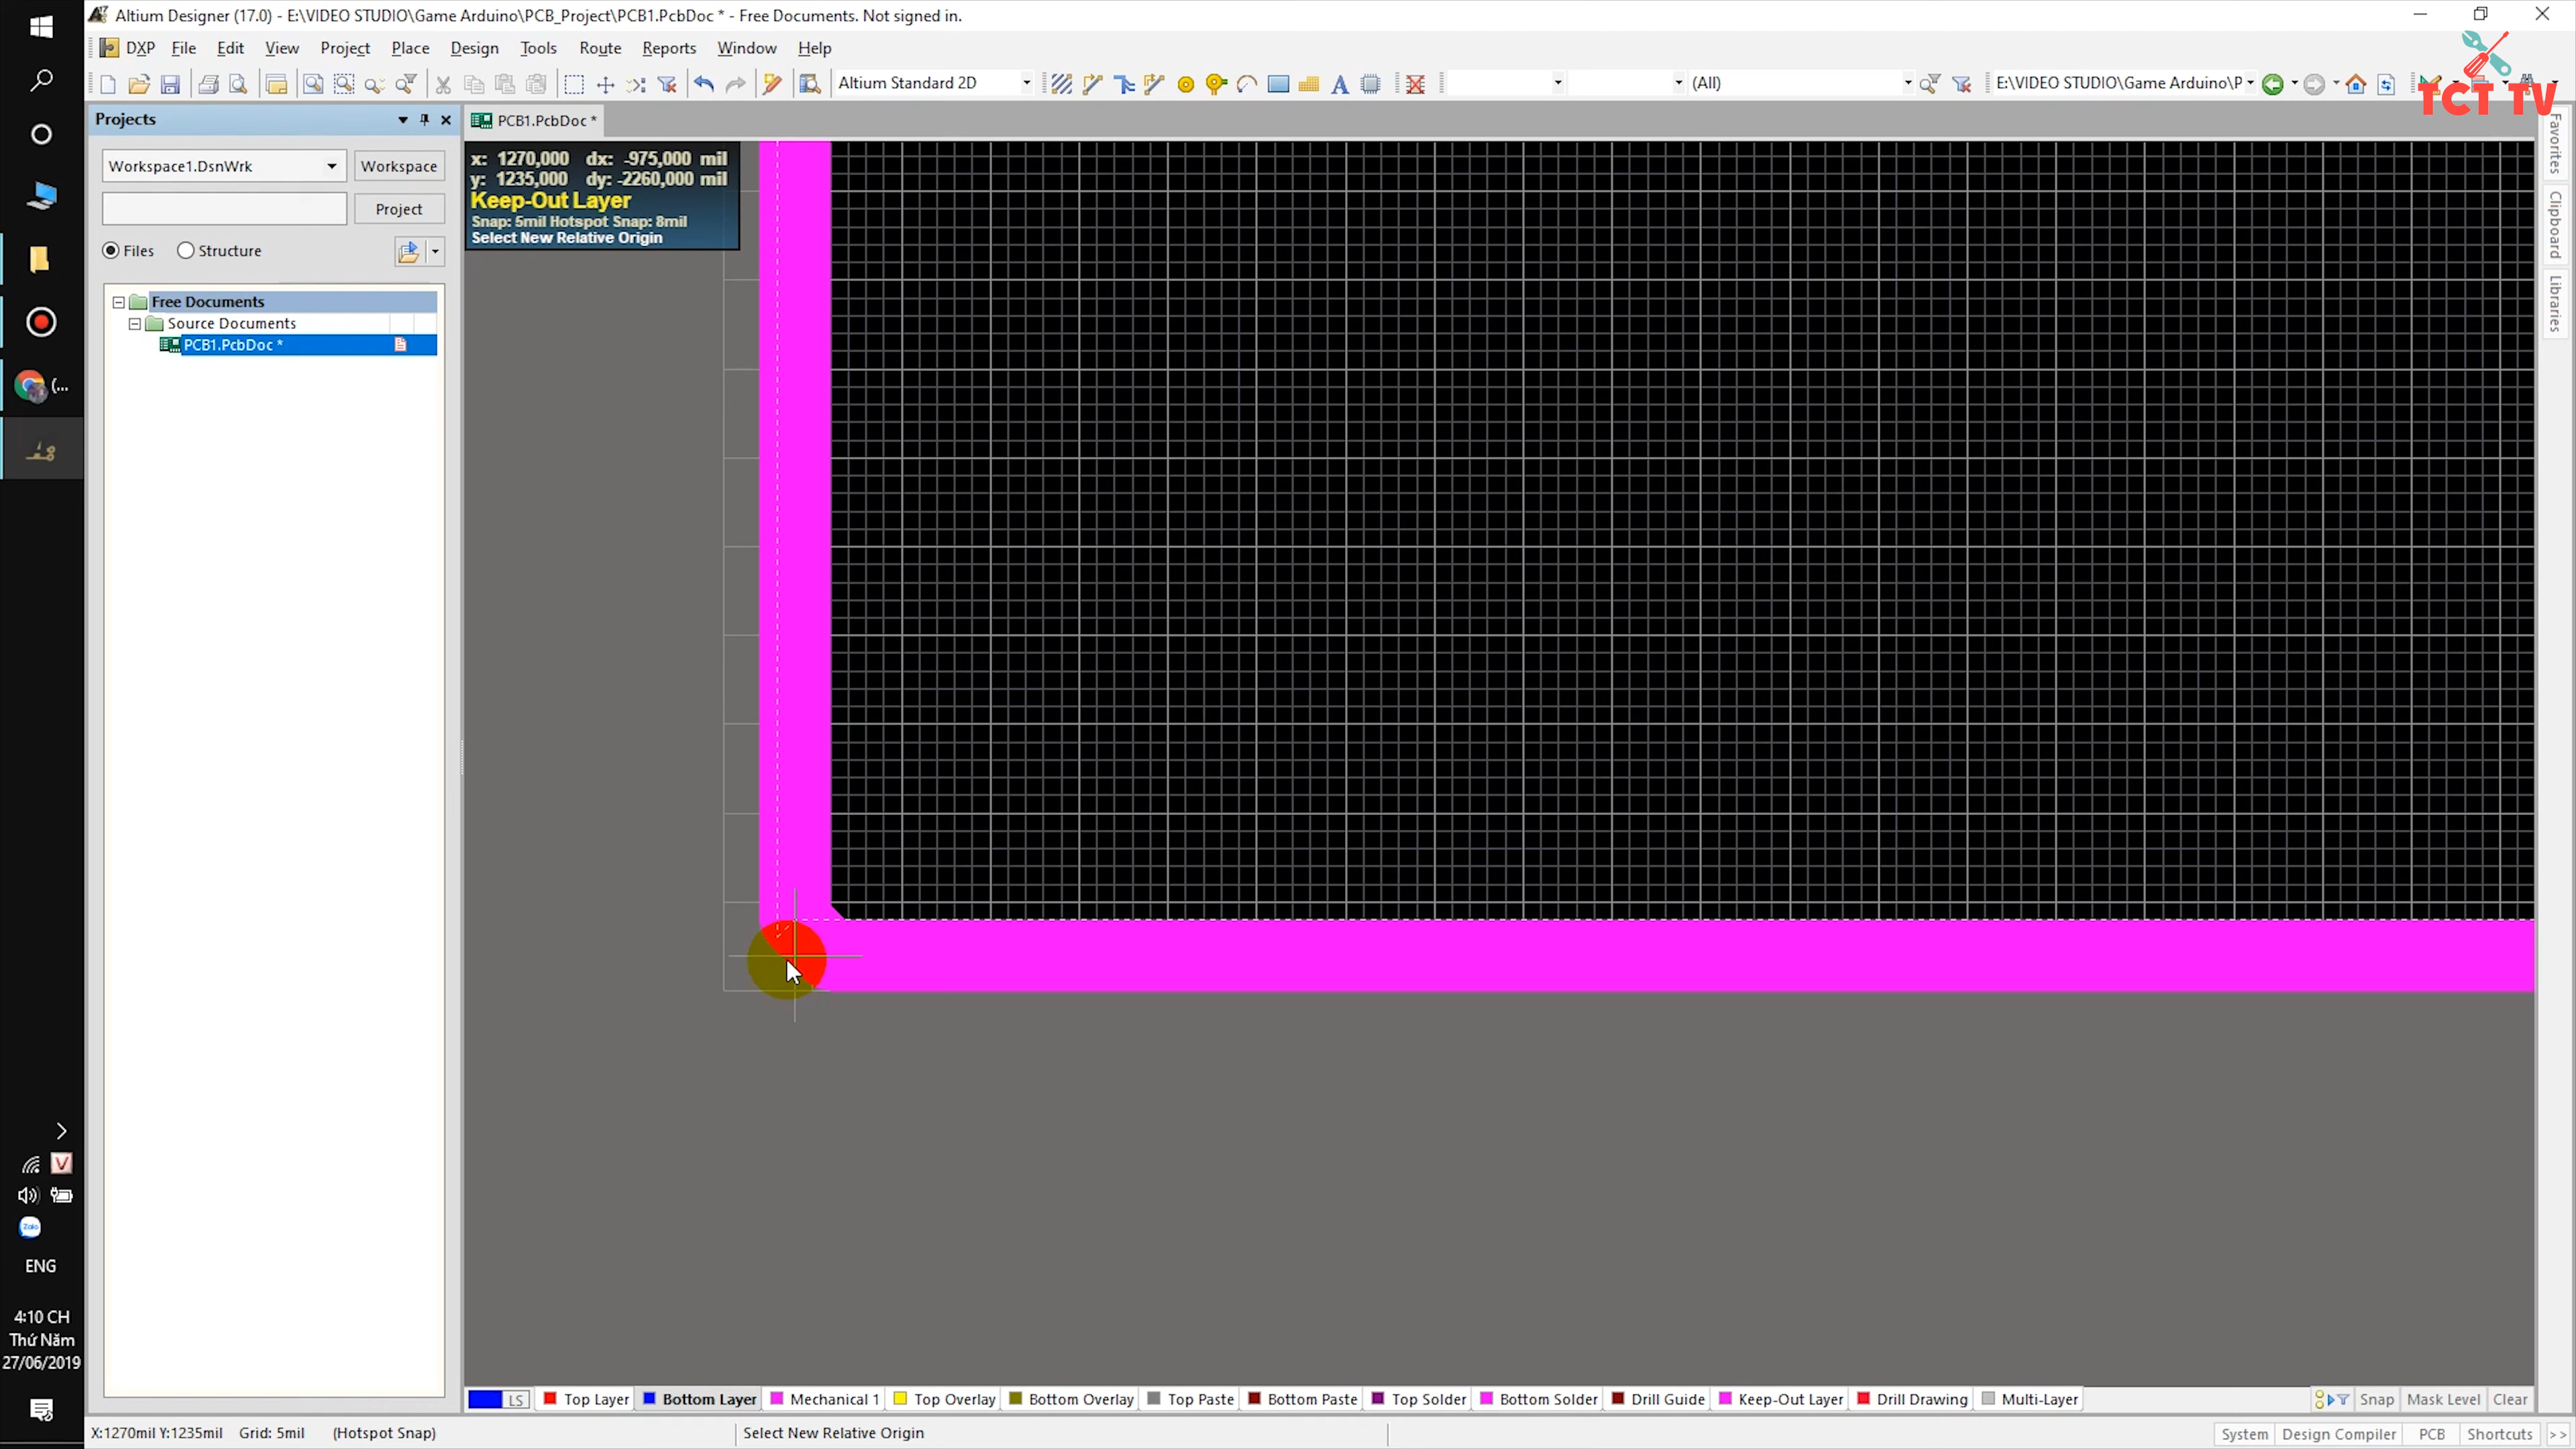 Altium Designer (17.0) - E:\VIDEO STUDIO\Game Arduino\PCB_Project\PCB1.PcbDoc * - Free Documents. Not signed in.
DXP File Edit View Project Place Design Tools Route Reports Window Help
Altium Standard 2D (All) E:\VIDEO STUDIO\Game Arduino\P
TCT TV
Projects
PCB1.PcbDoc *
Workspace1.DsnWrk Workspace
Project
Files Structure
Free Documents
Source Documents
PCB1.PcbDoc *
x: 1270,000 dx: -975,000 mil
y: 1235,000 dy: -2260,000 mil
Keep-Out Layer
Snap: 5mil Hotspot Snap: 8mil
Select New Relative Origin
Favorites
Clipboard
Libraries
(...
V
Zalo
ENG
4:10 CH
Thứ Năm
27/06/2019
LS Top Layer Bottom Layer Mechanical 1 Top Overlay Bottom Overlay Top Paste Bottom Paste Top Solder Bottom Solder Drill Guide Keep-Out Layer Drill Drawing Multi-Layer Snap Mask Level Clear
X:1270mil Y:1235mil Grid: 5mil (Hotspot Snap) Select New Relative Origin System Design Compiler PCB Shortcuts >>